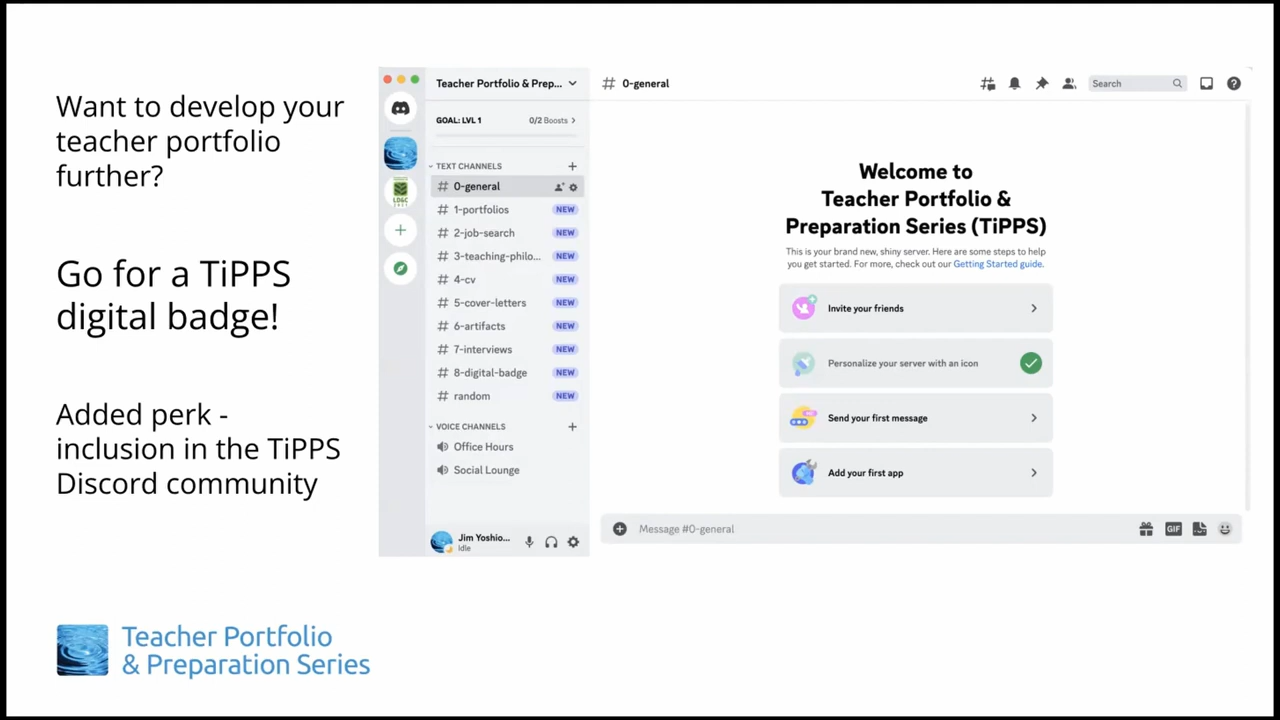 Want to develop your
teacher portfolio
further?
Go for a TiPPS
digital badge!
Added perk -
inclusion in the TiPPS
Discord community
Teacher Portfolio & Prep...
GOAL: LVL 1 0/2 Boosts
TEXT CHANNELS
0-general
1-portfolios NEW
2-job-search NEW
3-teaching-philo... NEW
4-cv NEW
5-cover-letters NEW
6-artifacts NEW
7-interviews NEW
8-digital-badge NEW
random NEW
VOICE CHANNELS
Office Hours
Social Lounge
Jim Yoshio...
Idle
# 0-general
Search
Welcome to
Teacher Portfolio &
Preparation Series (TiPPS)
This is your brand new, shiny server. Here are some steps to help
you get started. For more, check out our Getting Started guide.
Invite your friends
Personalize your server with an icon
Send your first message
Add your first app
Message #0-general
GIF
Teacher Portfolio
& Preparation Series